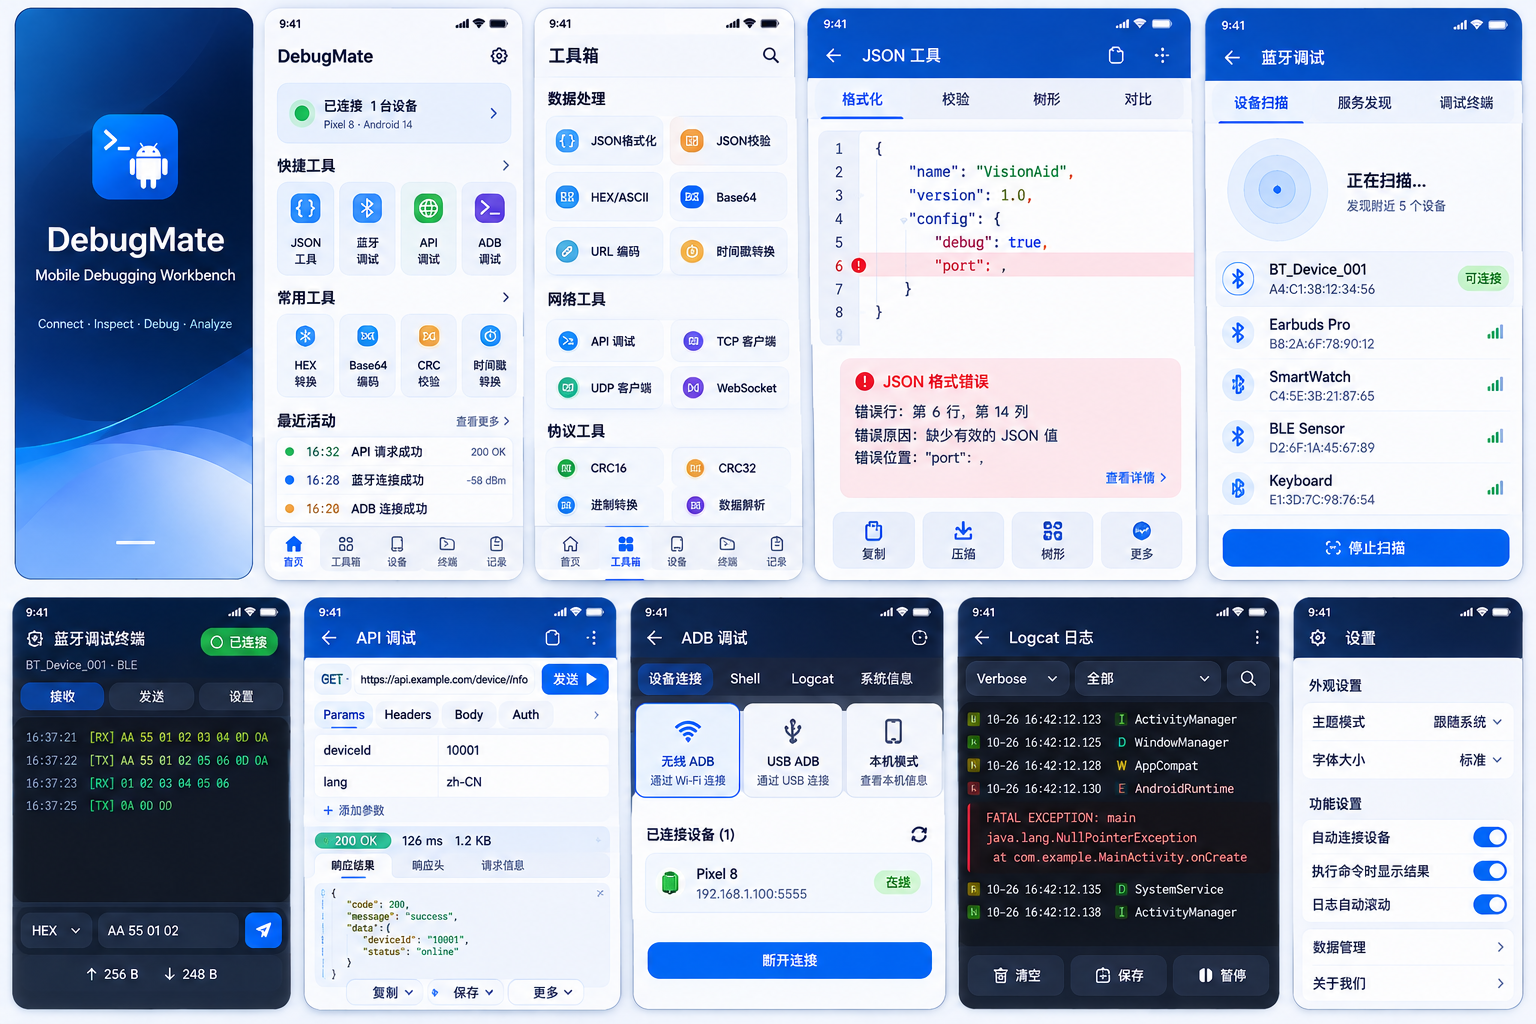 DebugMate
Mobile Debugging Workbench
Connect · Inspect · Debug · Analyze
9:41
DebugMate
已连接 1 台设备
Pixel 8 · Android 14
快捷工具
JSON 工具
蓝牙 调试
API 调试
ADB 调试
常用工具
HEX 转换
Base64 编码
CRC 校验
时间戳
最近活动 查看更多
16:32 API 请求成功 200 OK
16:28 蓝牙连接成功 -58 dBm
16:20 ADB 连接成功
首页 工具箱 设备 终端 记录
9:41
工具箱
数据处理
JSON格式化 JSON校验
HEX/ASCII Base64
URL 编码 时间戳转换
网络工具
API 调试 TCP 客户端
UDP 客户端 WebSocket
协议工具
CRC16 CRC32
进制转换 数据解析
首页 工具箱 设备 终端 记录
9:41
JSON 工具
格式化 校验 树形 对比
1 {
2 "name": "VisionAid",
3 "version": 1.0,
4 "config": {
5 "debug": true,
6 "port": ,
7 }
8 }
JSON 格式错误
错误行: 第 6 行，第 14 列
错误原因: 缺少有效的 JSON 值
错误位置: "port": ,
查看详情
复制 压缩 树形 更多
9:41
蓝牙调试
设备扫描 服务发现 调试终端
正在扫描...
发现附近 5 个设备
BT_Device_001
A4:C1:38:12:34:56
可连接
Earbuds Pro
B8:2A:6F:78:90:12
SmartWatch
C4:5E:3B:21:87:65
BLE Sensor
D2:6F:1A:45:67:89
Keyboard
E1:3D:7C:98:76:54
停止扫描
9:41
蓝牙调试终端
已连接
BT_Device_001 · BLE
接收 发送 设置
16:37:21 [RX] AA 55 01 02 03 04 0D 0A
16:37:22 [TX] AA 55 01 02 05 06 0D 0A
16:37:23 [RX] 01 02 03 04 05 06
16:37:25 [TX] 0A 0D 0D
HEX AA 55 01 02
↑ 256 B ↓ 248 B
9:41
API 调试
GET https://api.example.com/device//nfo 发送
Params Headers Body Auth
deviceId 10001
lang zh-CN
+ 添加参数
200 OK 126 ms 1.2 KB
响应结果 响应头 请求信息
{
"code": 200,
"message": "success",
"data":{
"deviceId": "10001",
"status": "online"
}
}
复制 保存 更多
9:41
ADB 调试
设备连接 Shell Logcat 系统信息
无线 ADB
通过 Wi-Fi 连接
USB ADB
通过 USB 连接
本机模式
查看本机信息
已连接设备 (1)
Pixel 8
192.168.1.100:5555
断开连接
9:41
Logcat 日志
Verbose 全部
10-26 16:42:12.123 I ActivityManager
10-26 16:42:12.125 D WindowManager
10-26 16:42:12.128 W AppCompat
10-26 16:42:12.130 E AndroidRuntime
FATAL EXCEPTION: main
java.lang.NullPointerException
at com.example.MainActivity.onCreate
10-26 16:42:12.135 D SystemService
10-26 16:42:12.138 I ActivityManager
清空 保存 暂停
9:41
设置
外观设置
主题模式 跟随系统
字体大小 标准
功能设置
自动连接设备
执行命令时显示结果
日志自动滚动
数据管理
关于我们